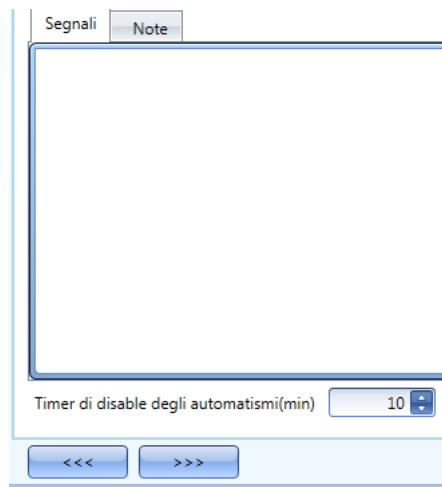 Segnali Note
Timer di disable degli automatismi(min) 10
<<< >>>